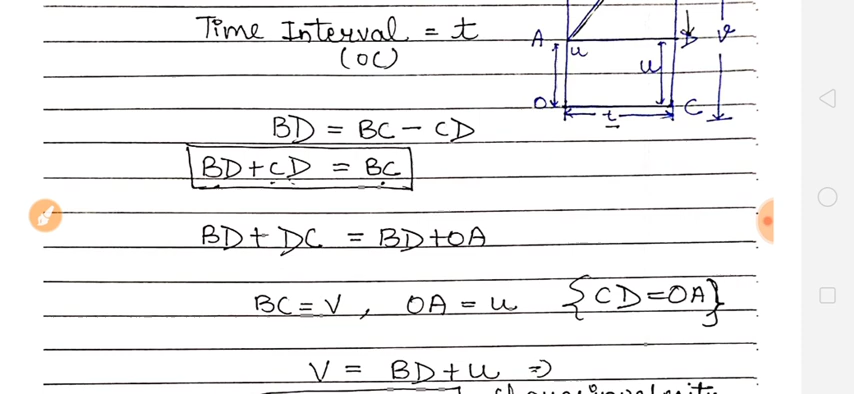 Time Interval = t
(OC)
A
u
D
v
u
O
C
t
BD = BC - CD
BD + CD = BC
BD + DC = BD + OA
BC = V , OA = u {CD = OA}
V = BD + u =>